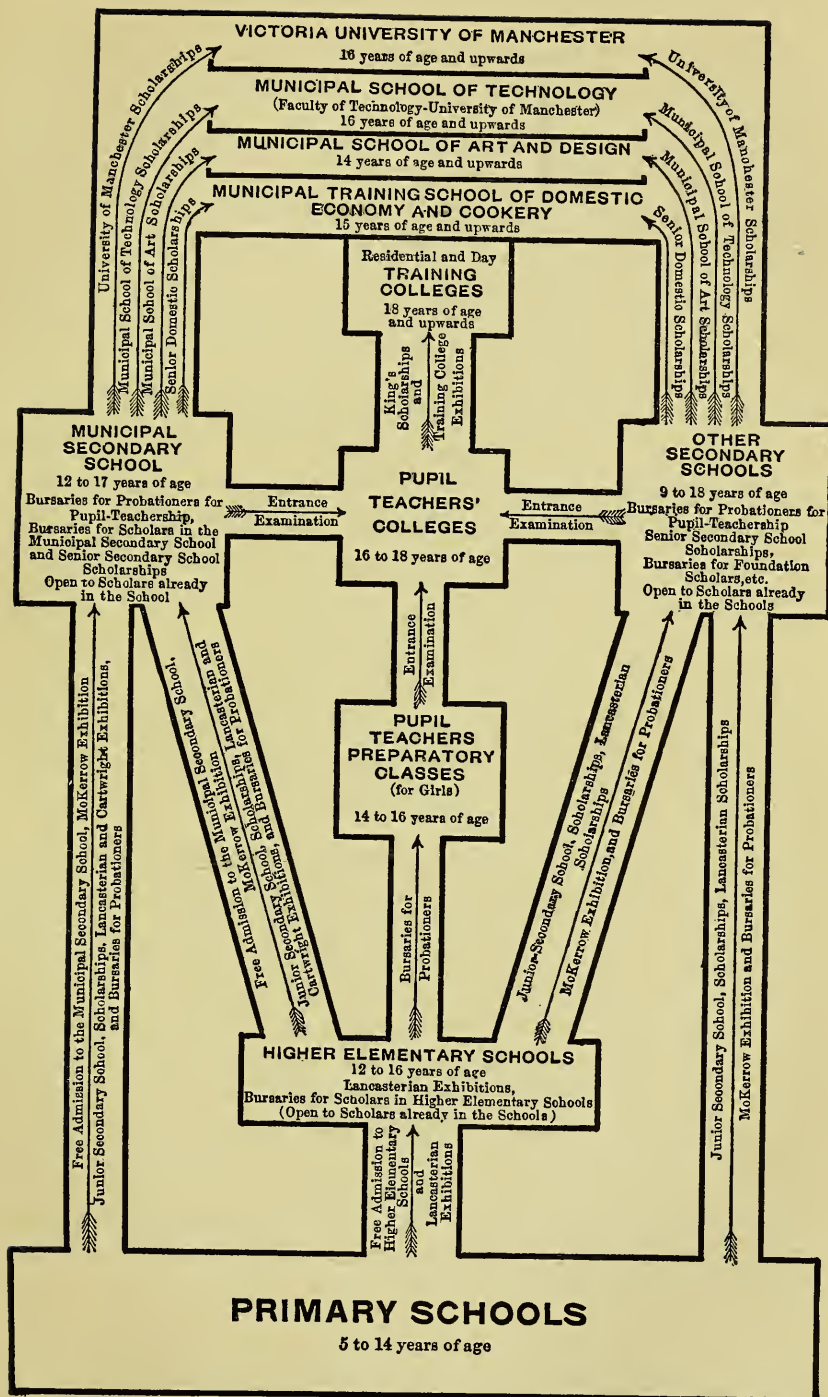 VICTORIA UNIVERSITY OF MANCHESTER
16 years of age and upwards
MUNICIPAL SCHOOL OF TECHNOLOGY
(Faculty of Technology-University of Manchester)
16 years of age and upwards
MUNICIPAL SCHOOL OF ART AND DESIGN
14 years of age and upwards
MUNICIPAL TRAINING SCHOOL OF DOMESTIC
ECONOMY AND COOKERY
15 years of age and upwards
University of Manchester Scholarships
Municipal School of Technology Scholarships
Municipal School of Art Scholarships
Senior Domestic Scholarships
University of Manchester Scholarships
Municipal School of Technology Scholarships
Municipal School of Art Scholarships
Senior Domestic Scholarships
Residential and Day
TRAINING
COLLEGES
18 years of age
and upwards
King's
Scholarships
and
Training College
Exhibitions
MUNICIPAL
SECONDARY
SCHOOL
12 to 17 years of age
Bursaries for Probationers for
Pupil-Teachership,
Bursaries for Scholars in the
Municipal Secondary School
and Senior Secondary School
Scholarships
Open to Scholars already
in the School
Entrance
Examination
PUPIL
TEACHERS'
COLLEGES
16 to 18 years of age
Entrance
Examination
OTHER
SECONDARY
SCHOOLS
9 to 18 years of age
Bursaries for Probationers for
Pupil-Teachership
Senior Secondary School
Scholarships,
Bursaries for Foundation
Scholars, etc.
Open to Scholars already
in the Schools
Entrance
Examination
PUPIL
TEACHERS
PREPARATORY
CLASSES
(for Girls)
14 to 16 years of age
Bursaries for
Probationers
Free Admission to the Municipal Secondary School, McKerrow Exhibition
Junior Secondary School, Scholarships, Lancasterian and Cartwright Exhibitions,
and Bursaries for Probationers
Free Admission to the Municipal Secondary School,
McKerrow Exhibition
Junior Secondary School, Scholarships, Lancasterian and
Cartwright Exhibitions, and Bursaries for Probationers
Junior-Secondary School, Scholarships, Lancasterian
Scholarships
McKerrow Exhibition, and Bursaries for Probationers
Junior Secondary School, Scholarships, Lancasterian Scholarships
McKerrow Exhibition and Bursaries for Probationers
HIGHER ELEMENTARY SCHOOLS
12 to 16 years of age
Lancasterian Exhibitions,
Bursaries for Scholars in Higher Elementary Schools
(Open to Scholars already in the Schools)
Free Admission to
Higher Elementary
Schools
and
Lancasterian
Exhibitions
PRIMARY SCHOOLS
5 to 14 years of age